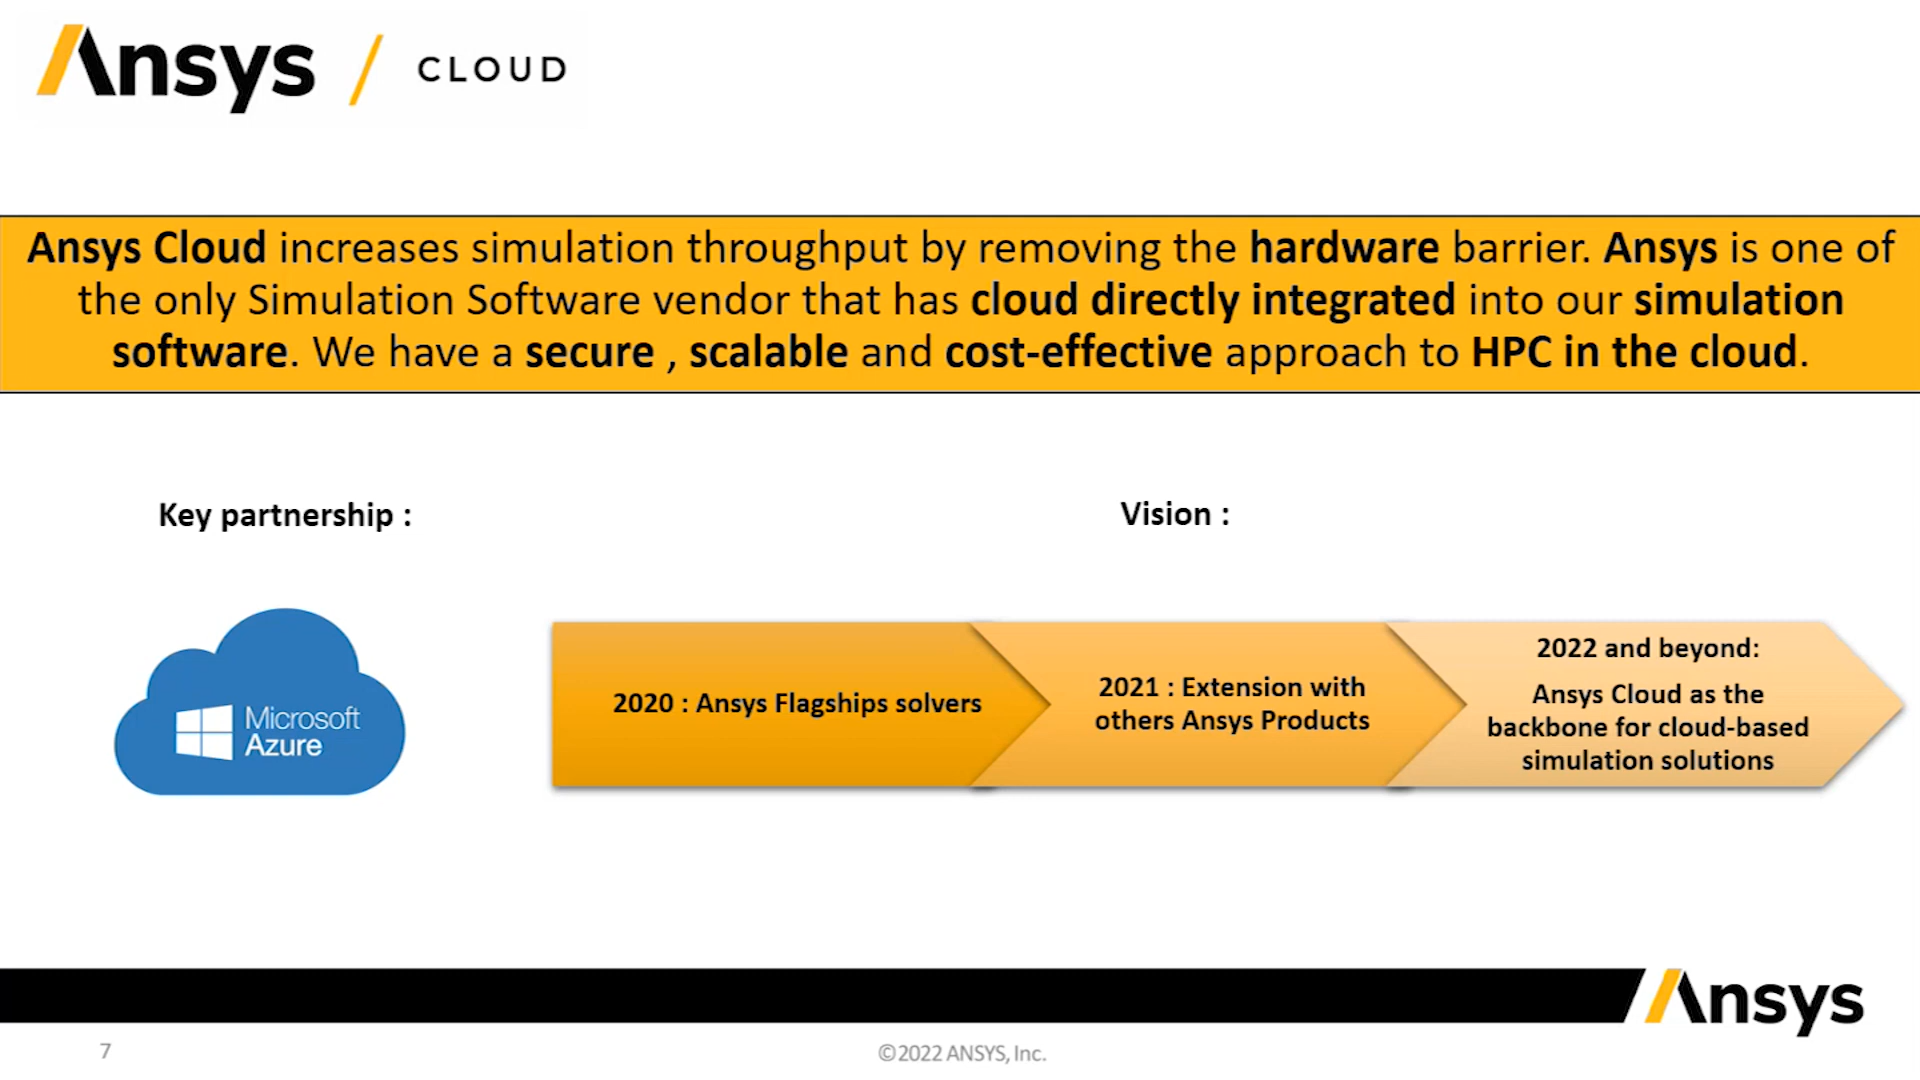 Ansys / CLOUD
Ansys Cloud increases simulation throughput by removing the hardware barrier. Ansys is one of
the only Simulation Software vendor that has cloud directly integrated into our simulation
software. We have a secure , scalable and cost-effective approach to HPC in the cloud.
Key partnership :
Vision :
Microsoft
Azure
2020 : Ansys Flagships solvers
2021 : Extension with
others Ansys Products
2022 and beyond:
Ansys Cloud as the
backbone for cloud-based
simulation solutions
Ansys
7
©2022 ANSYS, Inc.